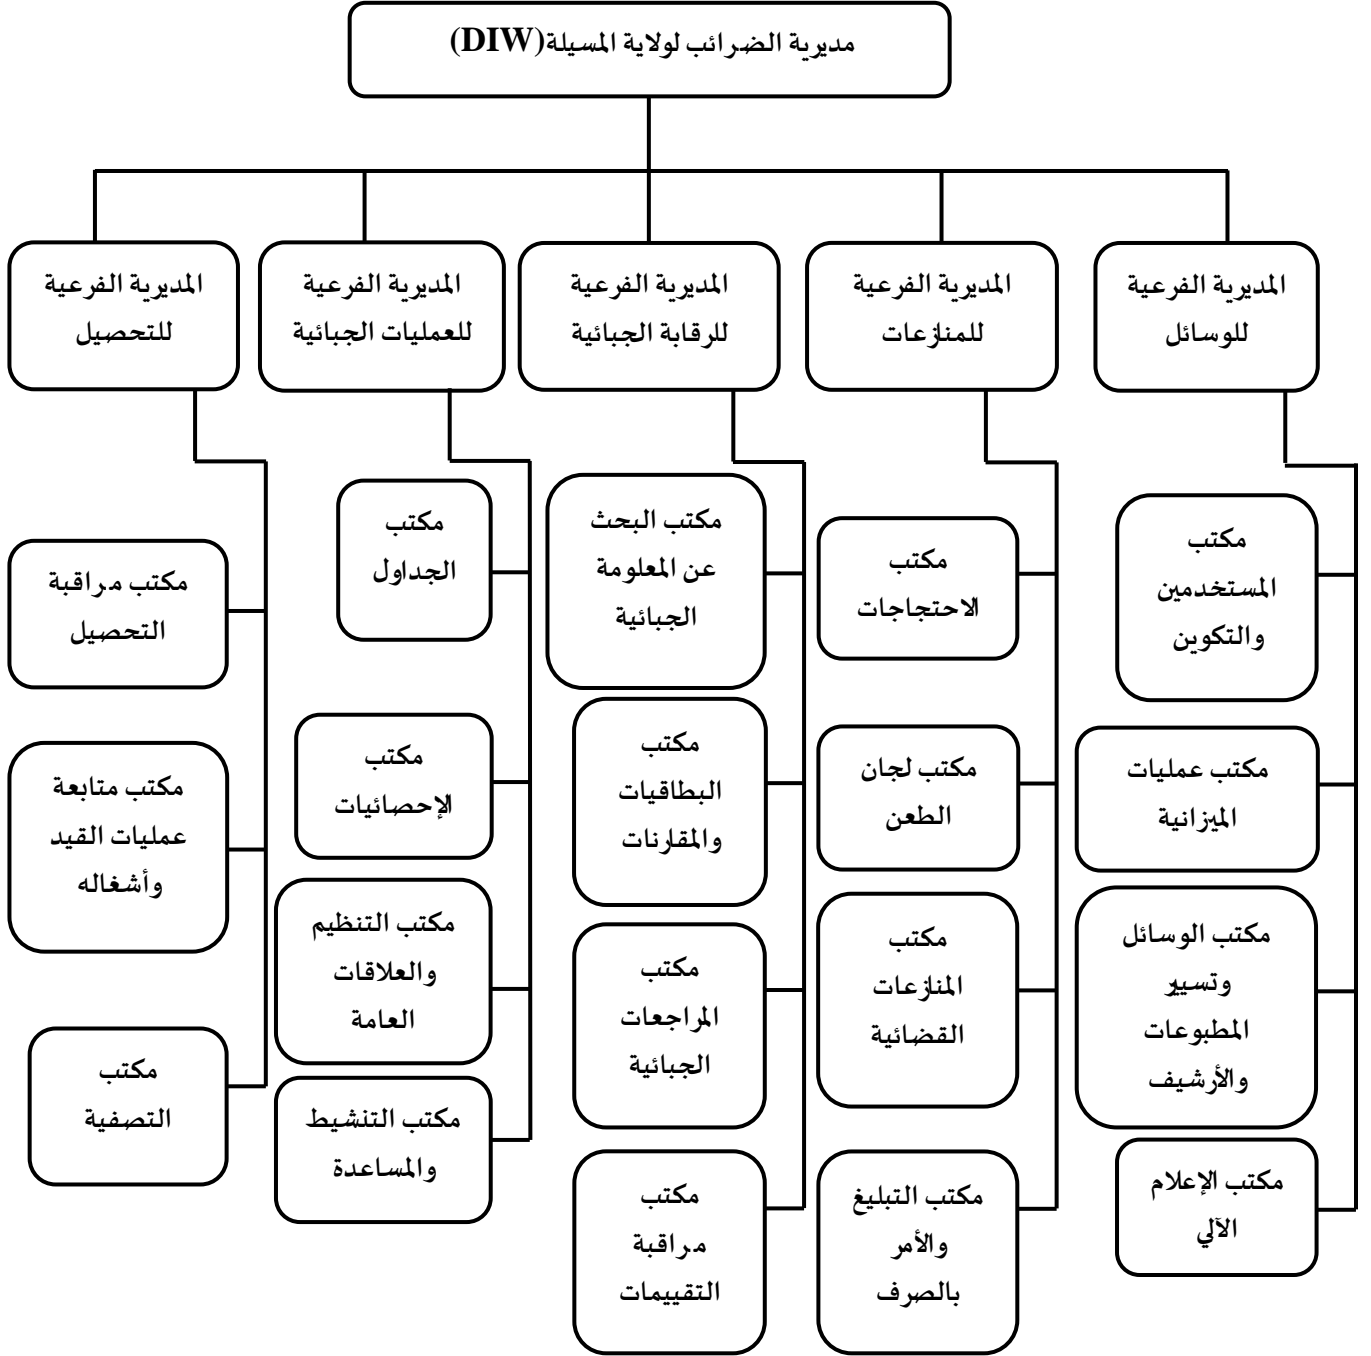 مديرية الضرائب لولاية المسيلة(DIW)
المديرية الفرعية
للوسائل
المديرية الفرعية
للمنازعات
المديرية الفرعية
للرقابة الجبائية
المديرية الفرعية
للعمليات الجبائية
المديرية الفرعية
للتحصيل
مكتب
المستخدمين
والتكوين
مكتب عمليات
الميزانية
مكتب الوسائل
وتسيير
المطبوعات
والأرشيف
مكتب الإعلام
الآلي
مكتب
الاحتجاجات
مكتب لجان
الطعن
مكتب
المنازعات
القضائية
مكتب التبليغ
والأمر
بالصرف
مكتب البحث
عن المعلومة
الجبائية
مكتب
البطاقيات
والمقارنات
مكتب
المراجعات
الجبائية
مكتب
مراقبة
التقييمات
مكتب
الجداول
مكتب
الإحصائيات
مكتب التنظيم
والعلاقات
العامة
مكتب التنشيط
والمساعدة
مكتب مراقبة
التحصيل
مكتب متابعة
عمليات القيد
وأشغاله
مكتب
التصفية